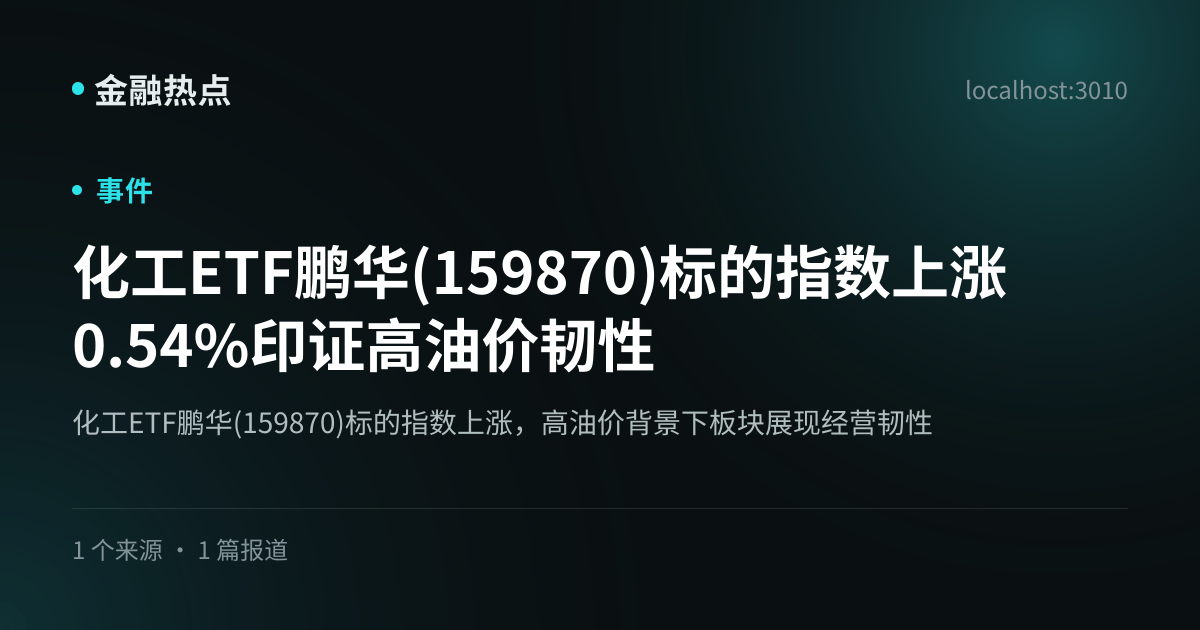 金融热点
localhost:3010
事件
化工ETF鹏华(159870)标的指数上涨
0.54%印证高油价韧性
化工ETF鹏华(159870)标的指数上涨，高油价背景下板块展现经营韧性
1 个来源 · 1 篇报道